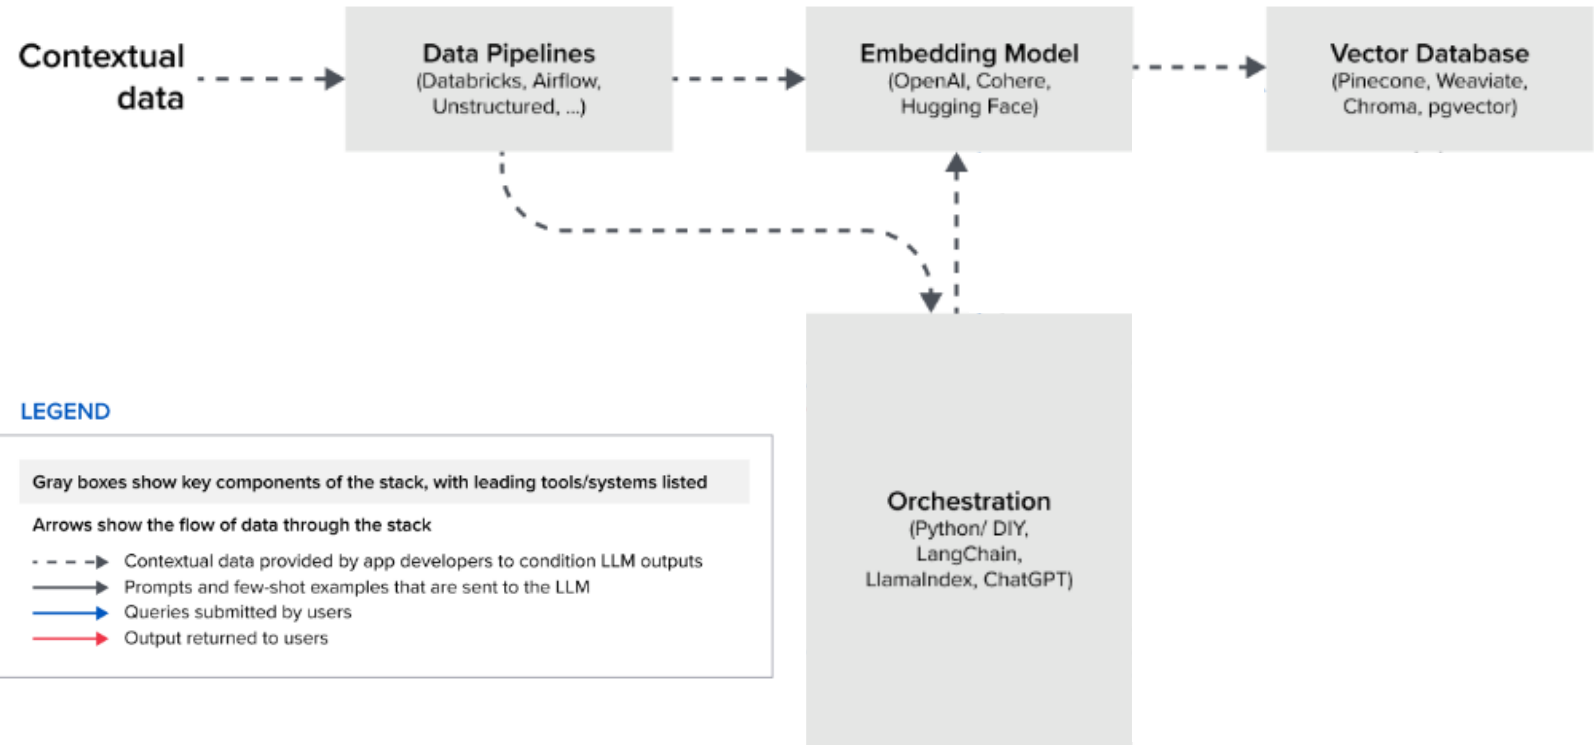 Contextual
data
Data Pipelines
(Databricks, Airflow,
Unstructured, ...)
Embedding Model
(OpenAI, Cohere,
Hugging Face)
Vector Database
(Pinecone, Weaviate,
Chroma, pgvector)
Orchestration
(Python/ DIY,
LangChain,
LlamaIndex, ChatGPT)
LEGEND
Gray boxes show key components of the stack, with leading tools/systems listed
Arrows show the flow of data through the stack
Contextual data provided by app developers to condition LLM outputs
Prompts and few-shot examples that are sent to the LLM
Queries submitted by users
Output returned to users